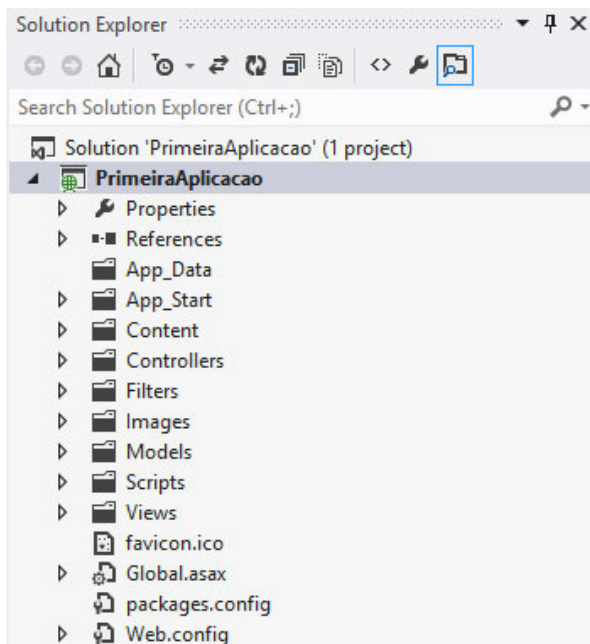 Solution Explorer
Search Solution Explorer (Ctrl+;)
Solution 'PrimeiraAplicacao' (1 project)
PrimeiraAplicacao
Properties
References
App_Data
App_Start
Content
Controllers
Filters
Images
Models
Scripts
Views
favicon.ico
Global.asax
packages.config
Web.config